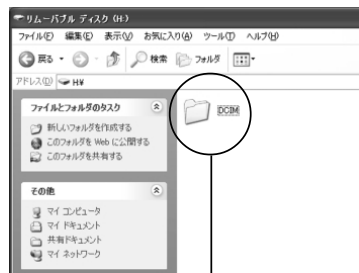 リムーバブル ディスク (H:)
ファイル(F) 編集(E) 表示(V) お気に入り(A) ツール(T) ヘルプ(H)
戻る 検索 フォルダ
アドレス(D) H¥
ファイルとフォルダのタスク
DCIM
新しいフォルダを作成する
このフォルダを Web に公開する
このフォルダを共有する
その他
マイ コンピュータ
マイ ドキュメント
共有ドキュメント
マイ ネットワーク